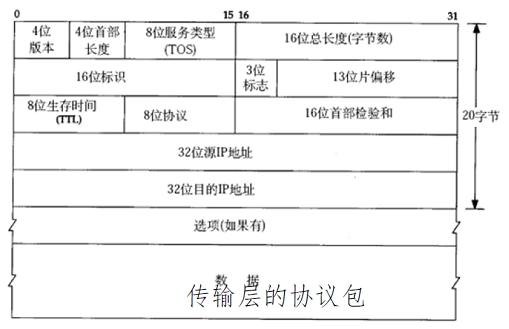 0 15 16 31
4位版本 4位首部长度 8位服务类型(TOS) 16位总长度(字节数)
16位标识 3位标志 13位片偏移
8位生存时间(TTL) 8位协议 16位首部检验和
20字节
32位源IP地址
32位目的IP地址
选项(如果有)
数 据
传输层的协议包